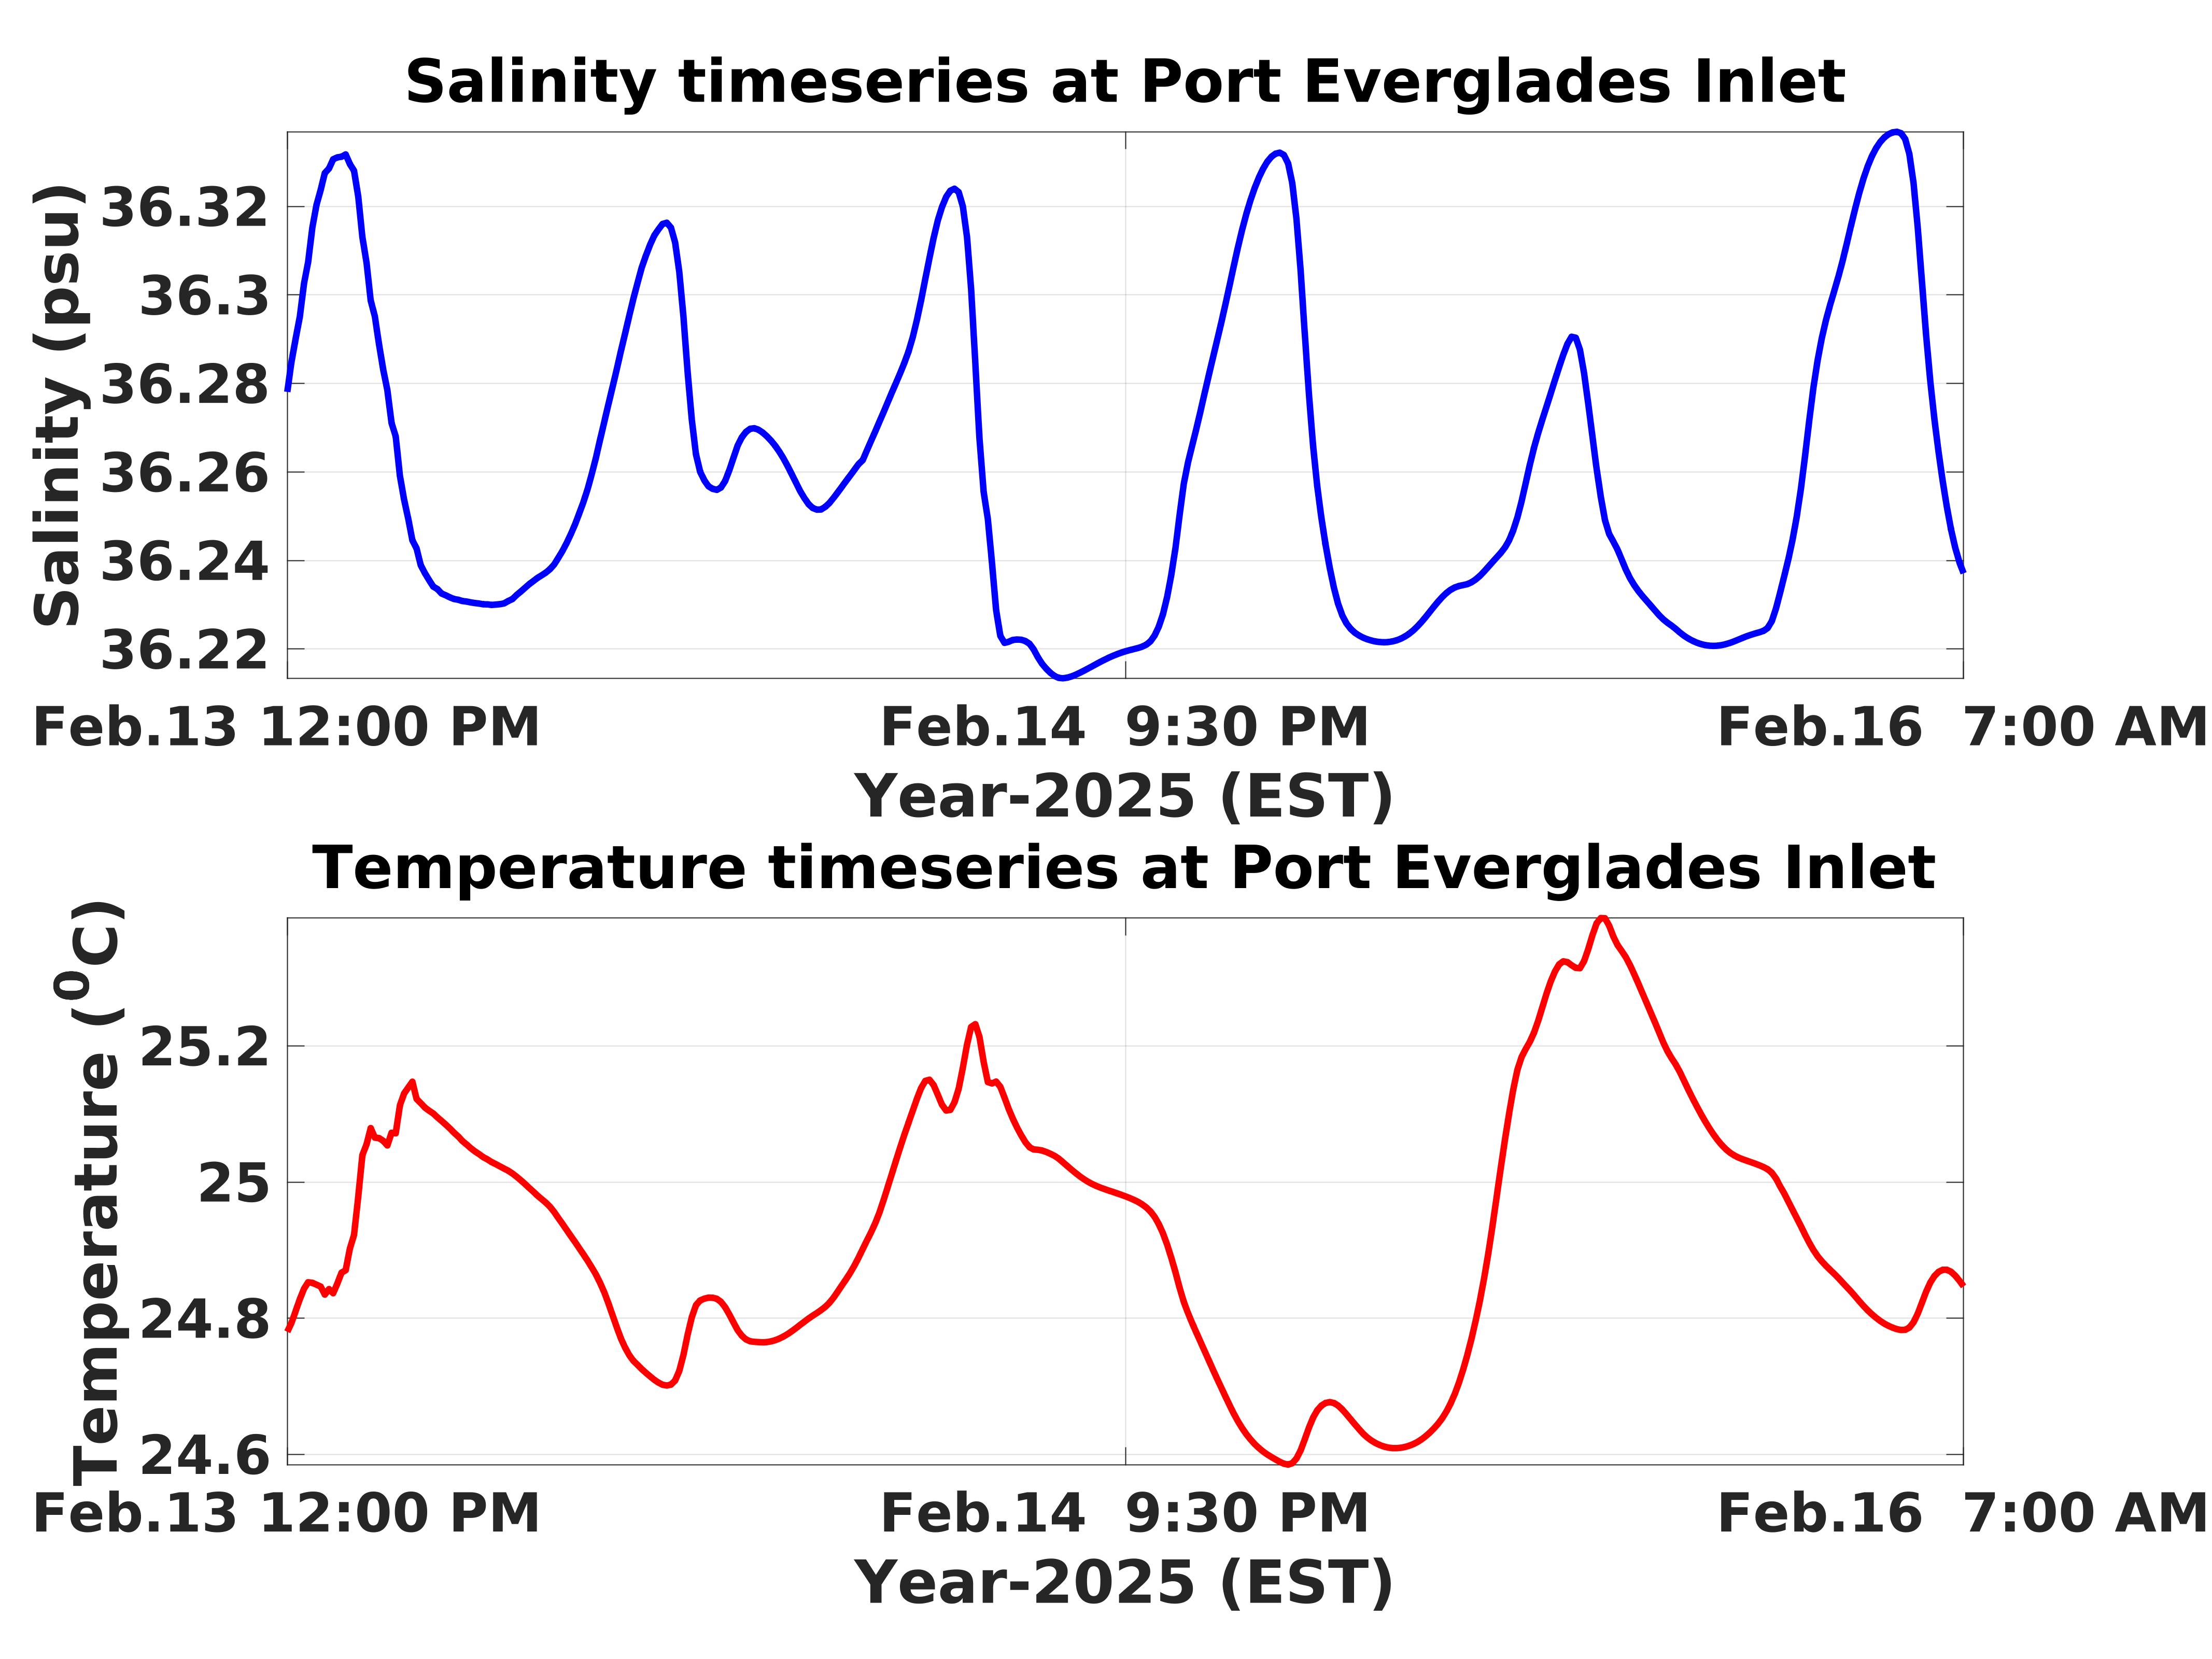 Salinity timeseries at Port Everglades Inlet
Salinity (psu)
36.32
36.3
36.28
36.26
36.24
36.22
Feb.13 12:00 PM Feb.14 9:30 PM Feb.16 7:00 AM
Year-2025 (EST)
Temperature timeseries at Port Everglades Inlet
Temperature (⁰C)
25.2
25
24.8
24.6
Feb.13 12:00 PM Feb.14 9:30 PM Feb.16 7:00 AM
Year-2025 (EST)